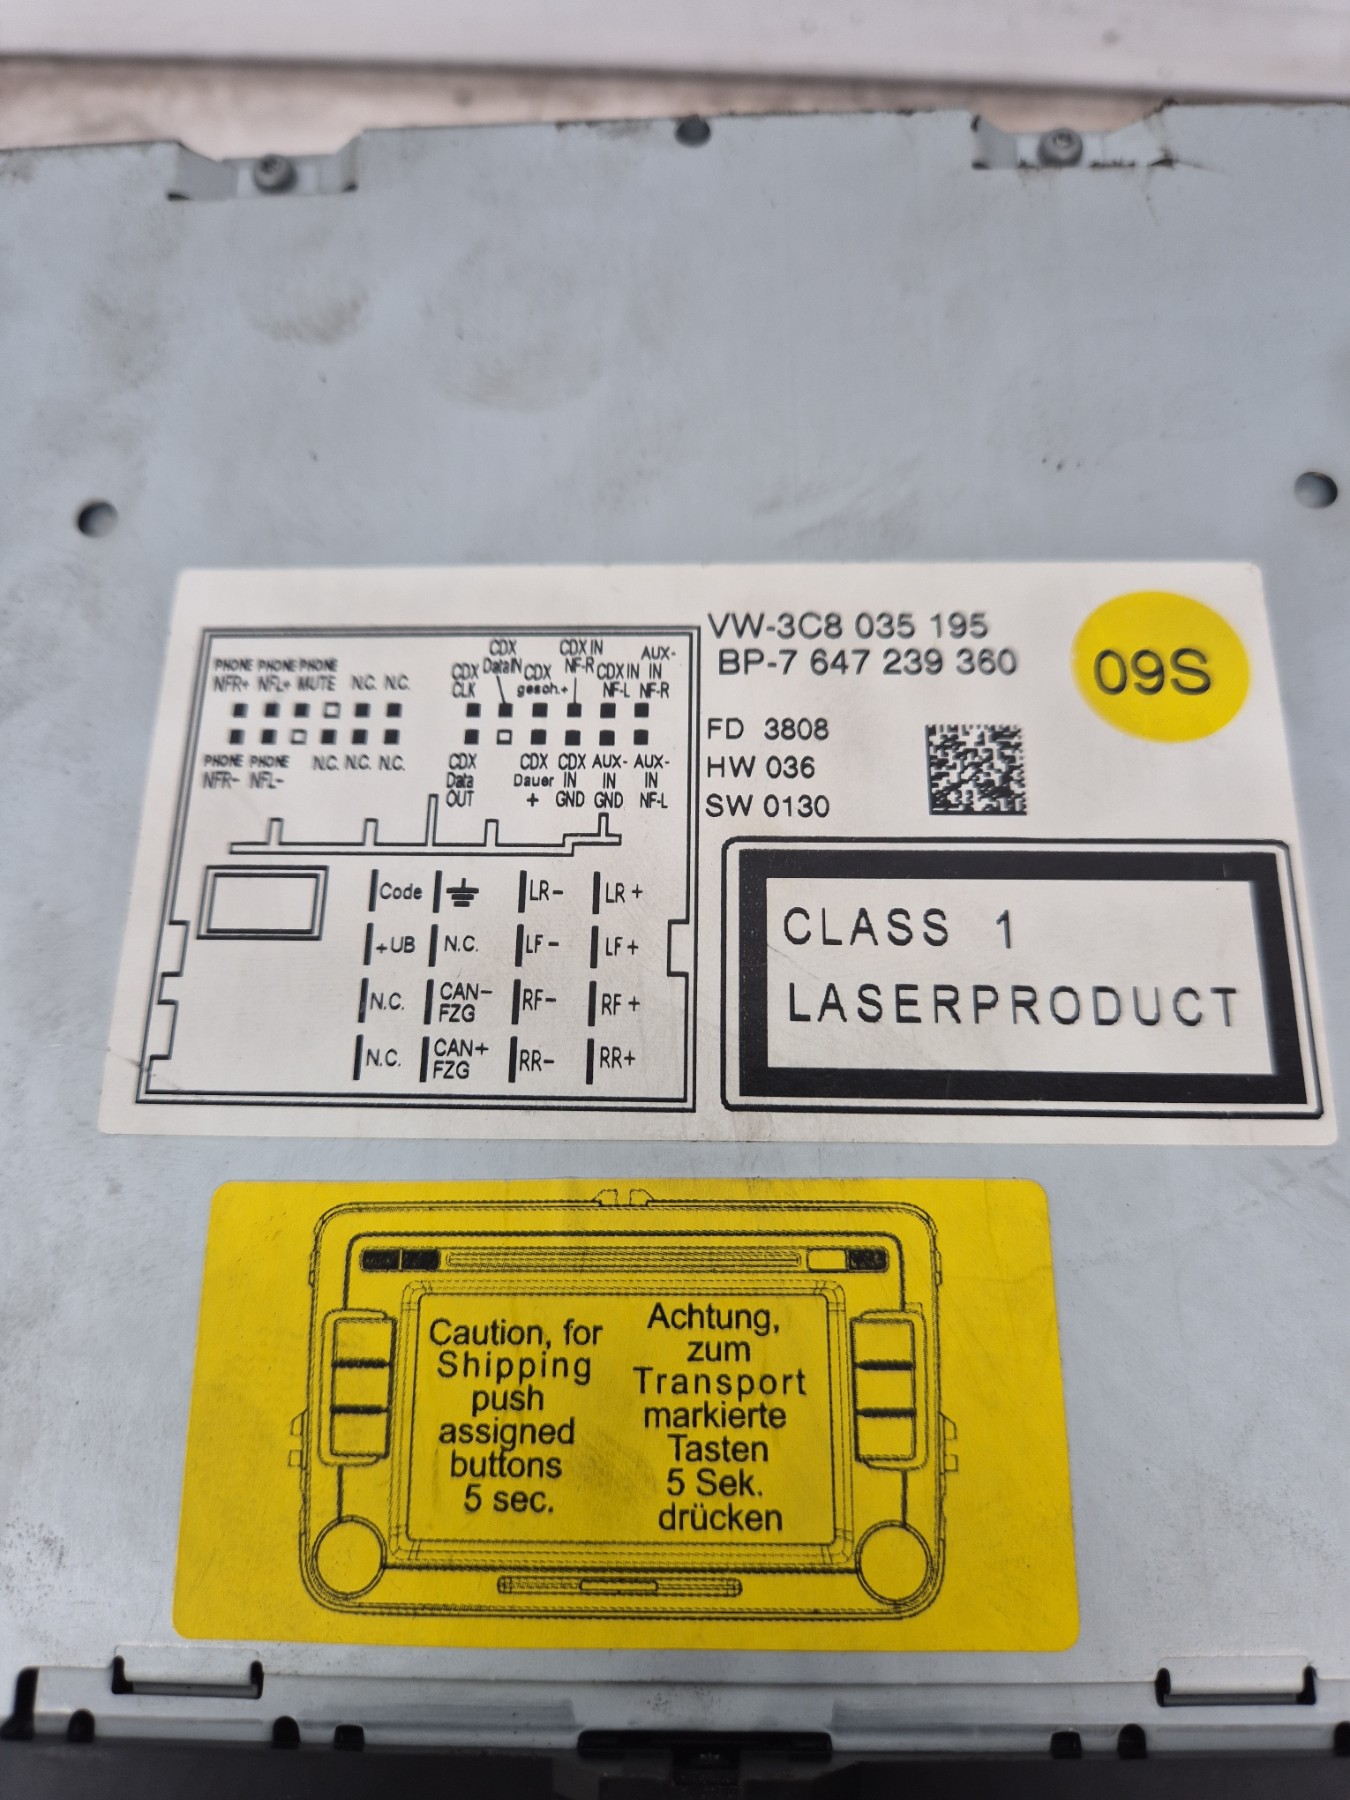 VW-3C8 035 195
BP-7 647 239 360
09S
FD 3808
HW 036
SW 0130
PHONE PHONE PHONE
NFR+ NFL+ MUTE N.C. N.C.
PHONE PHONE N.C. N.C. N.C.
NFR- NFL-
CDX CDX IN AUX-
CDX DataIN CDX NF-R CDX IN IN
CLK gesch.+ NF-L NF-R
CDX CDX CDX AUX- AUX-
Data Dauer IN IN IN
OUT + GND GND NF-L
Code LR- LR+
+UB N.C. LF- LF+
N.C. CAN- FZG RF- RF+
N.C. CAN+ FZG RR- RR+
CLASS 1
LASERPRODUCT
Caution, for
Shipping
push
assigned
buttons
5 sec.
Achtung,
zum
Transport
markierte
Tasten
5 Sek.
drücken